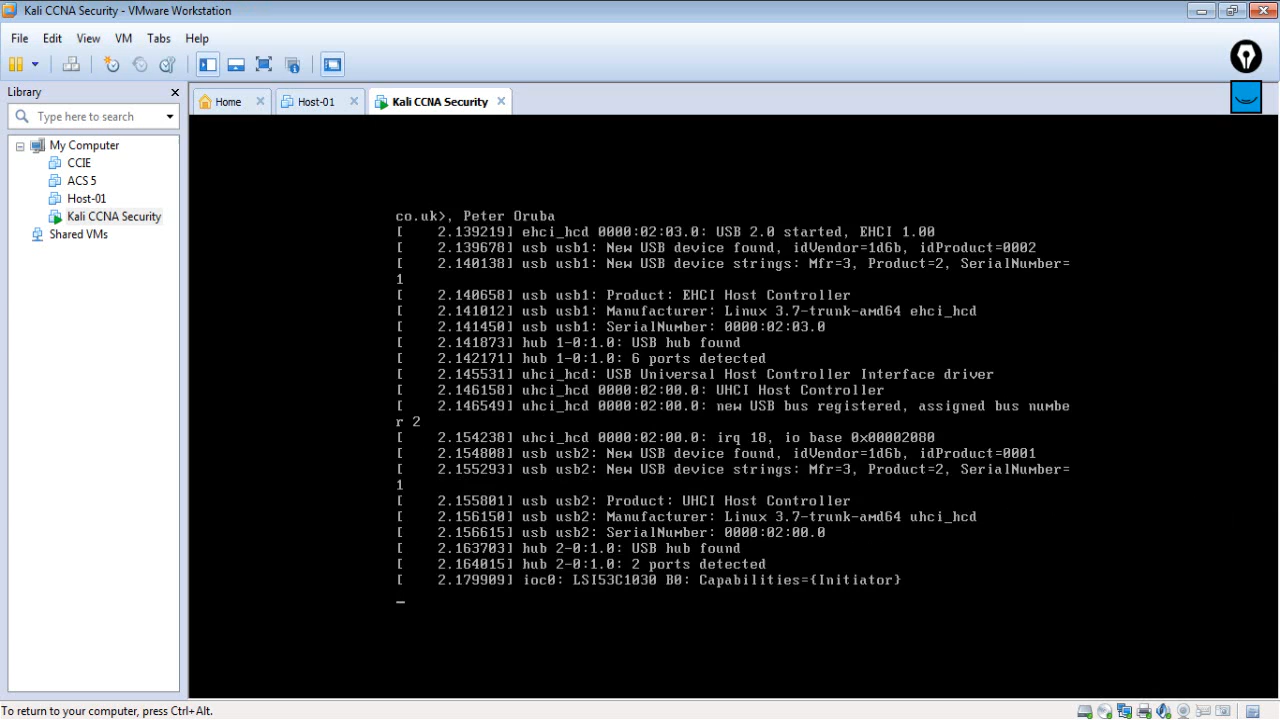 Kali CCNA Security - VMware Workstation
File Edit View VM Tabs Help
Library
Type here to search
My Computer
CCIE
ACS 5
Host-01
Kali CCNA Security
Shared VMs
Home Host-01 Kali CCNA Security
co.uk>, Peter Oruba
[    2.139219] ehci_hcd 0000:02:03.0: USB 2.0 started, EHCI 1.00
[    2.139678] usb usb1: New USB device found, idVendor=1d6b, idProduct=0002
[    2.140138] usb usb1: New USB device strings: Mfr=3, Product=2, SerialNumber=
1
[    2.140658] usb usb1: Product: EHCI Host Controller
[    2.141012] usb usb1: Manufacturer: Linux 3.7-trunk-amd64 ehci_hcd
[    2.141450] usb usb1: SerialNumber: 0000:02:03.0
[    2.141873] hub 1-0:1.0: USB hub found
[    2.142171] hub 1-0:1.0: 6 ports detected
[    2.145531] uhci_hcd: USB Universal Host Controller Interface driver
[    2.146158] uhci_hcd 0000:02:00.0: UHCI Host Controller
[    2.146549] uhci_hcd 0000:02:00.0: new USB bus registered, assigned bus numbe
r 2
[    2.154238] uhci_hcd 0000:02:00.0: irq 18, io base 0x00002080
[    2.154808] usb usb2: New USB device found, idVendor=1d6b, idProduct=0001
[    2.155293] usb usb2: New USB device strings: Mfr=3, Product=2, SerialNumber=
1
[    2.155801] usb usb2: Product: UHCI Host Controller
[    2.156150] usb usb2: Manufacturer: Linux 3.7-trunk-amd64 uhci_hcd
[    2.156615] usb usb2: SerialNumber: 0000:02:00.0
[    2.163703] hub 2-0:1.0: USB hub found
[    2.164015] hub 2-0:1.0: 2 ports detected
[    2.179909] ioc0: LSI53C1030 B0: Capabilities={Initiator}
_
To return to your computer, press Ctrl+Alt.